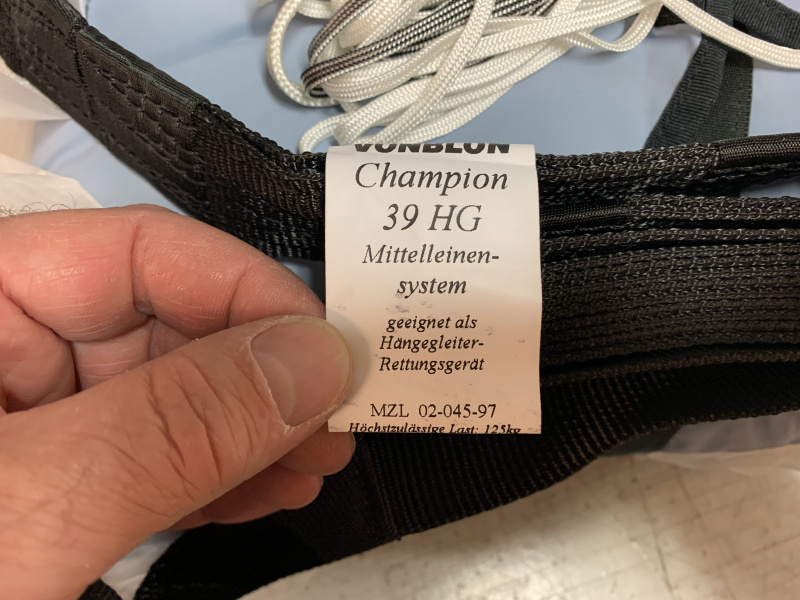 VONBLON
Champion
39 HG
Mittelleinen-
system
geeignet als
Hängegleiter-
Rettungsgerät
MZL 02-045-97
Höchstzulässige Last: 125kg